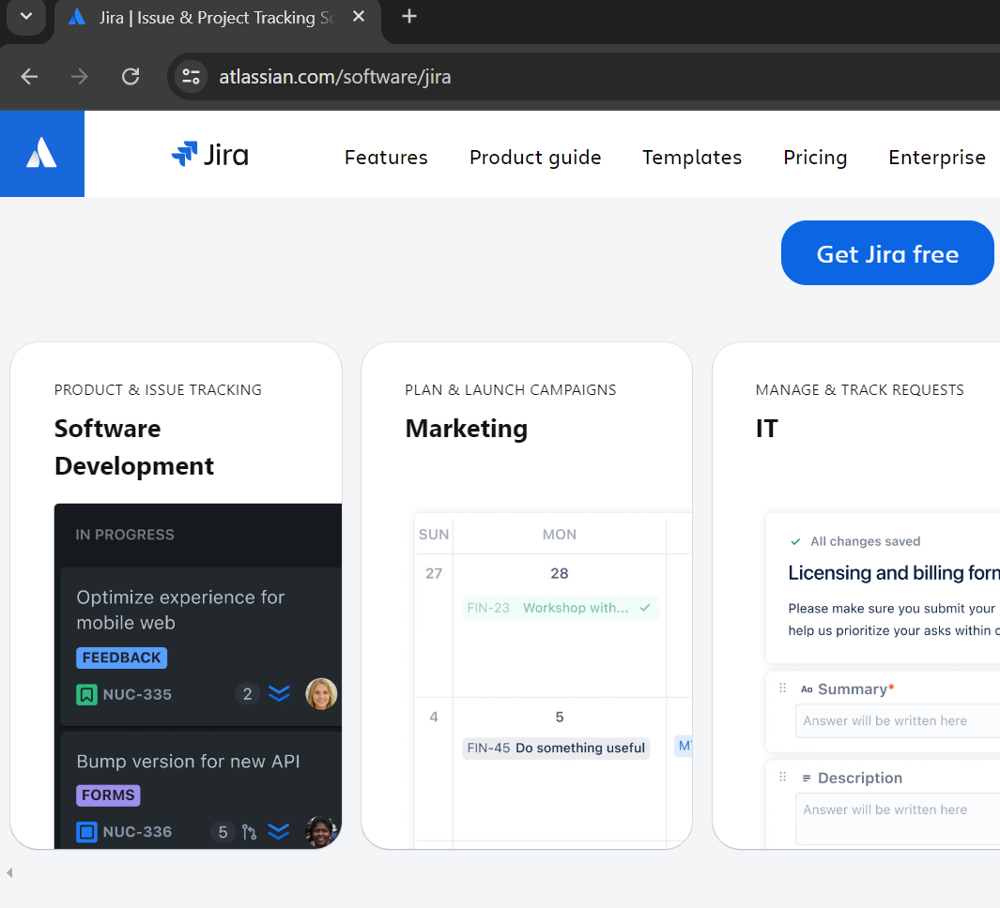 Jira | Issue & Project Tracking So
atlassian.com/software/jira
Jira
Features
Product guide
Templates
Pricing
Enterprise
Get Jira free
PRODUCT & ISSUE TRACKING
Software
Development
IN PROGRESS
Optimize experience for
mobile web
FEEDBACK
NUC-335
2
Bump version for new API
FORMS
NUC-336
5
PLAN & LAUNCH CAMPAIGNS
Marketing
SUN MON
27 28
FIN-23 Workshop with...
4 5
FIN-45 Do something useful
MANAGE & TRACK REQUESTS
IT
All changes saved
Licensing and billing form
Please make sure you submit your
help us prioritize your asks within
Aa Summary*
Answer will be written here
Description
Answer will be written here